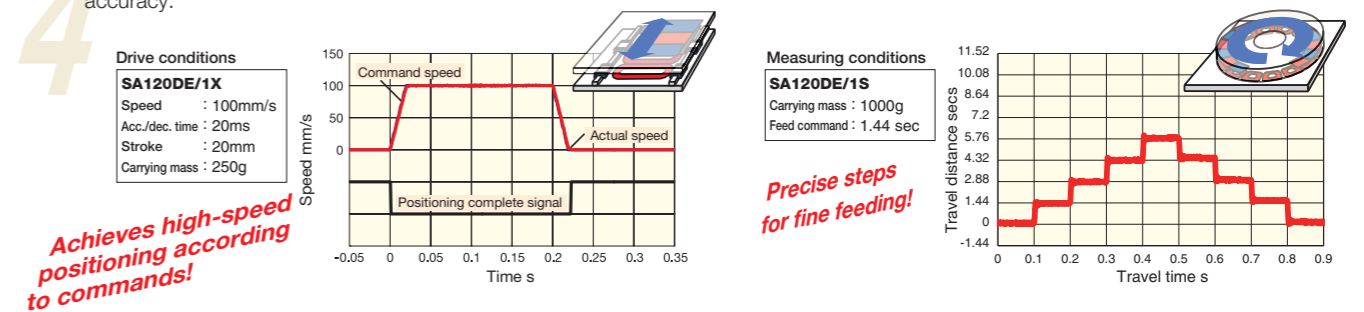 accuracy.
4
Drive conditions
SA120DE/1X
Speed : 100mm/s
Acc./dec. time : 20ms
Stroke : 20mm
Carrying mass : 250g
Achieves high-speed
positioning according
to commands!
Speed mm/s
150
100
50
0
Command speed
Actual speed
Positioning complete signal
-0.05 0 0.05 0.1 0.15 0.2 0.25 0.3 0.35
Time s
Measuring conditions
SA120DE/1S
Carrying mass : 1000g
Feed command : 1.44 sec
Precise steps
for fine feeding!
Travel distance secs
11.52
10.08
8.64
7.2
5.76
4.32
2.88
1.44
0
-1.44
0 0.1 0.2 0.3 0.4 0.5 0.6 0.7 0.8 0.9
Travel time s